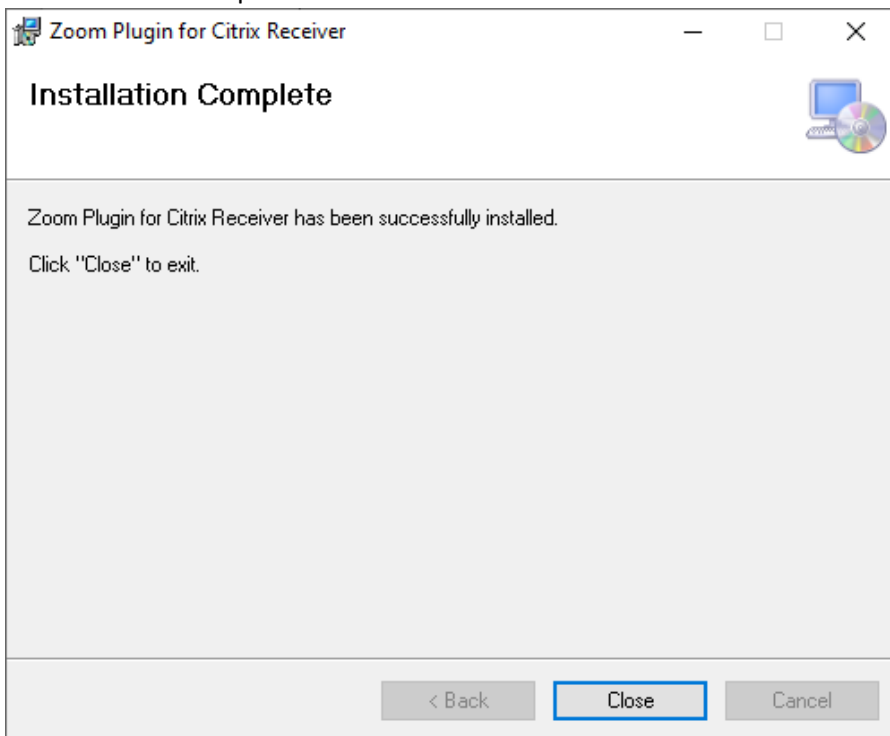 Zoom Plugin for Citrix Receiver
Installation Complete
Zoom Plugin for Citrix Receiver has been successfully installed.
Click "Close" to exit.
< Back
Close
Cancel